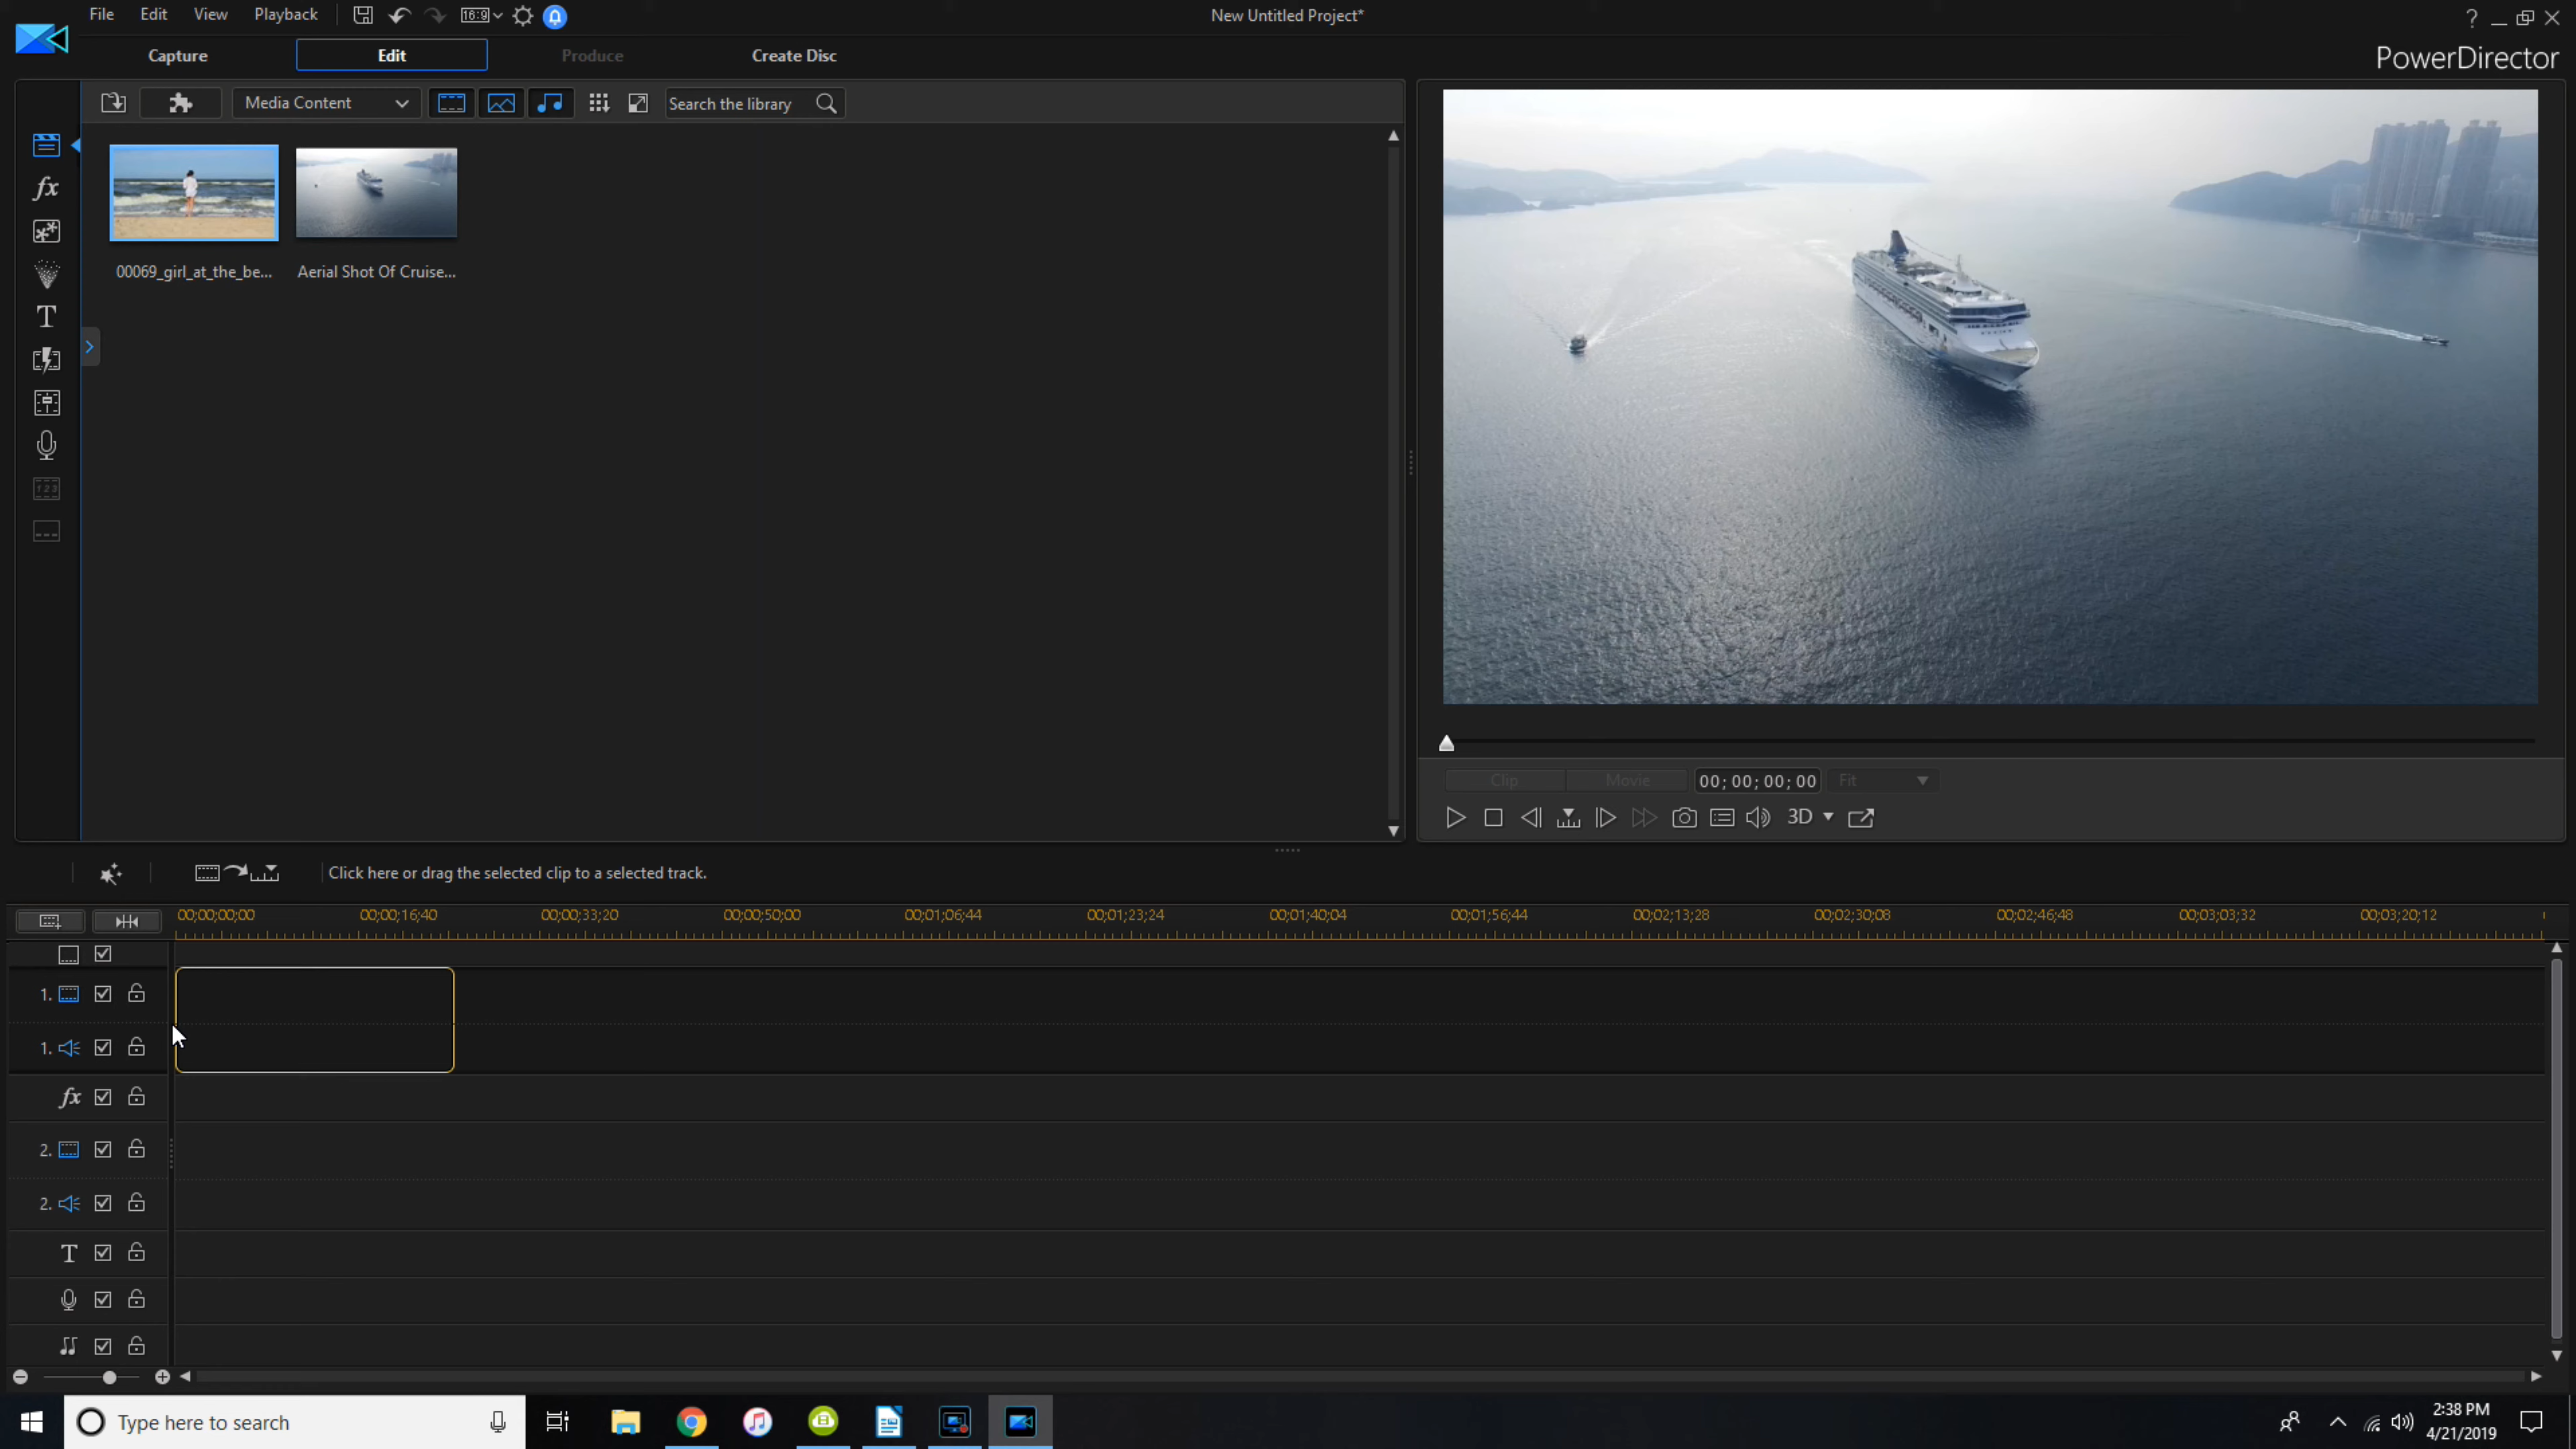 File Edit View Playback 16:9 New Untitled Project* ?
Capture Edit Produce Create Disc PowerDirector
Media Content Search the library
fx
T
00069_girl_at_the_be... Aerial Shot Of Cruise...
123
Clip Movie 00;00;00;00 Fit
3D
Click here or drag the selected clip to a selected track.
00;00;00;00 00;00;16;40 00;00;33;20 00;00;50;00 00;01;06;44 00;01;23;24 00;01;40;04 00;01;56;44 00;02;13;28 00;02;30;08 00;02;46;48 00;03;03;32 00;03;20;12
1.
1.
fx
2.
2.
T
Type here to search
2:38 PM
4/21/2019